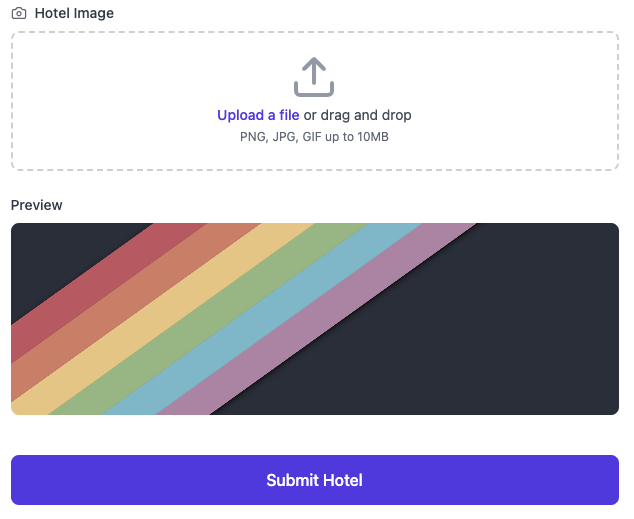 Hotel Image
Upload a file or drag and drop
PNG, JPG, GIF up to 10MB
Preview
Submit Hotel